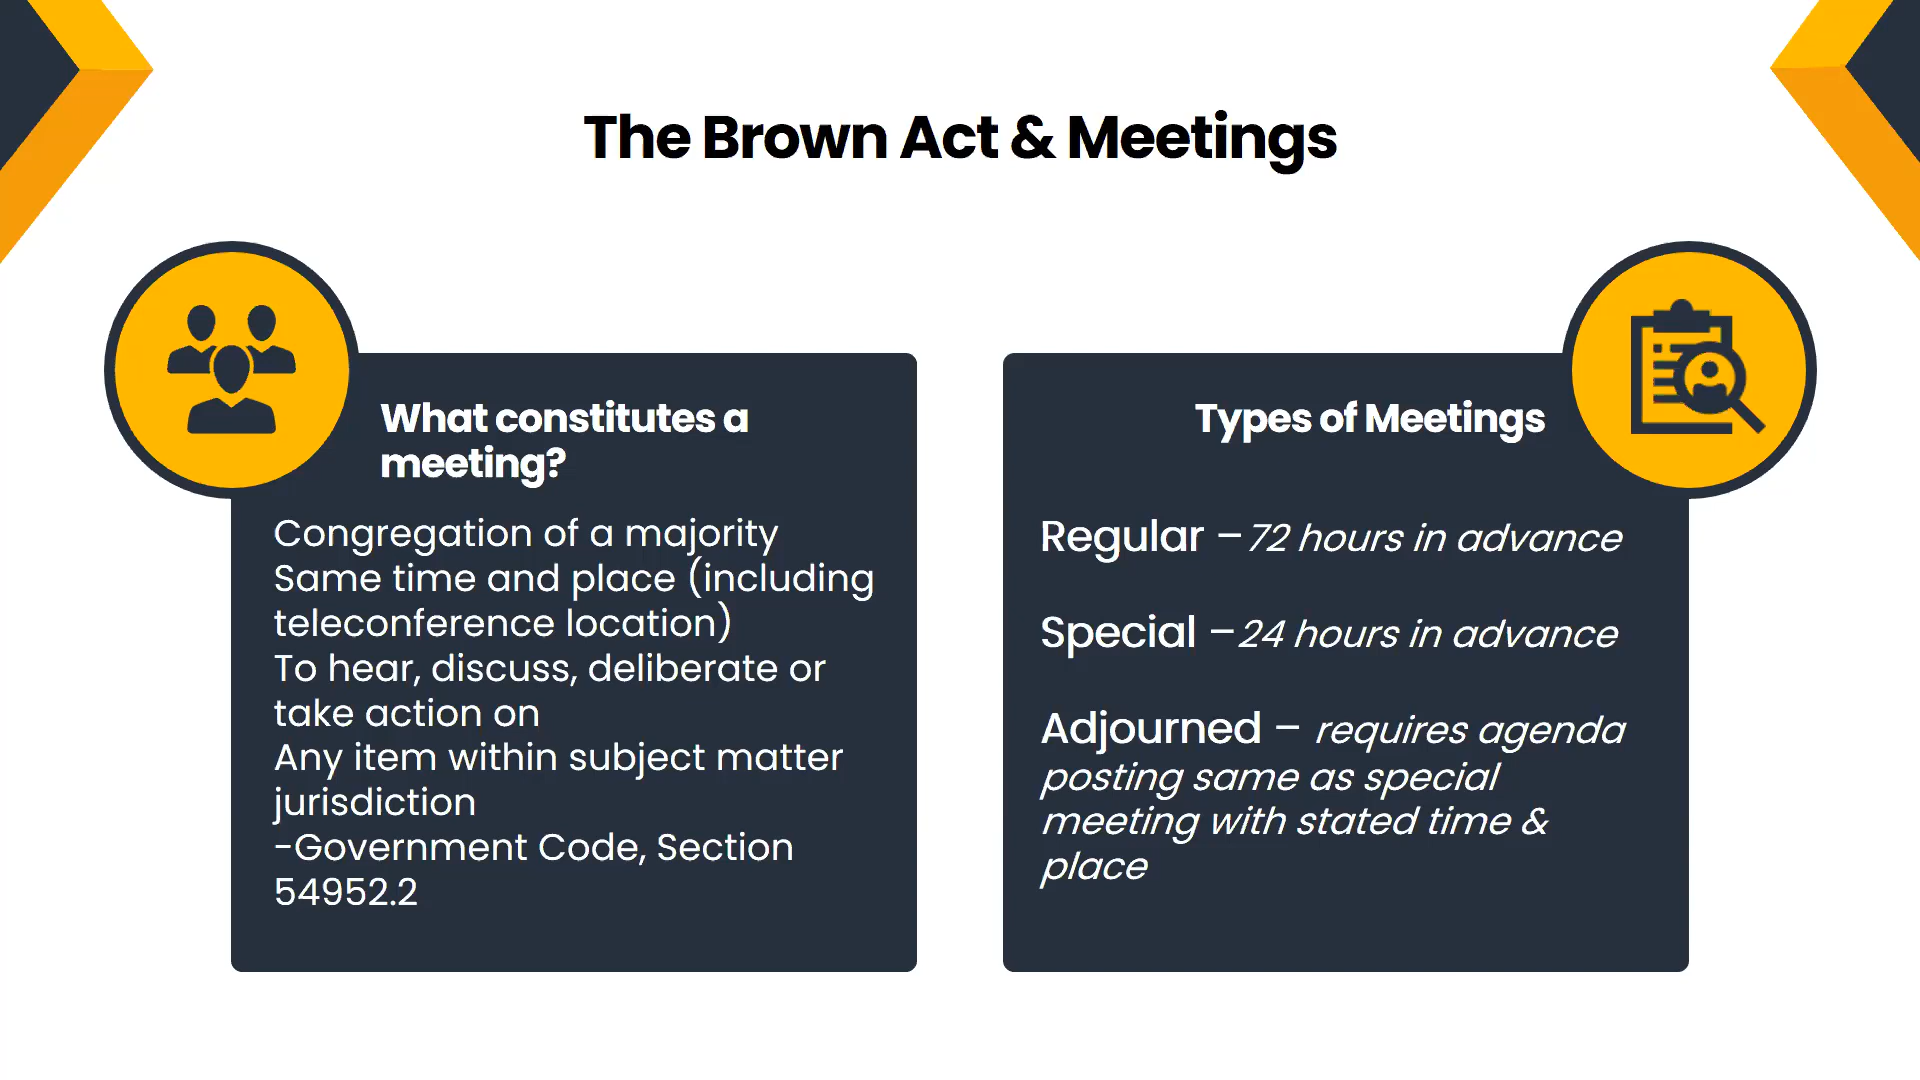 The Brown Act & Meetings
What constitutes a
meeting?
Congregation of a majority
Same time and place (including
teleconference location)
To hear, discuss, deliberate or
take action on
Any item within subject matter
jurisdiction
-Government Code, Section
54952.2
Types of Meetings
Regular – 72 hours in advance
Special – 24 hours in advance
Adjourned – requires agenda
posting same as special
meeting with stated time &
place